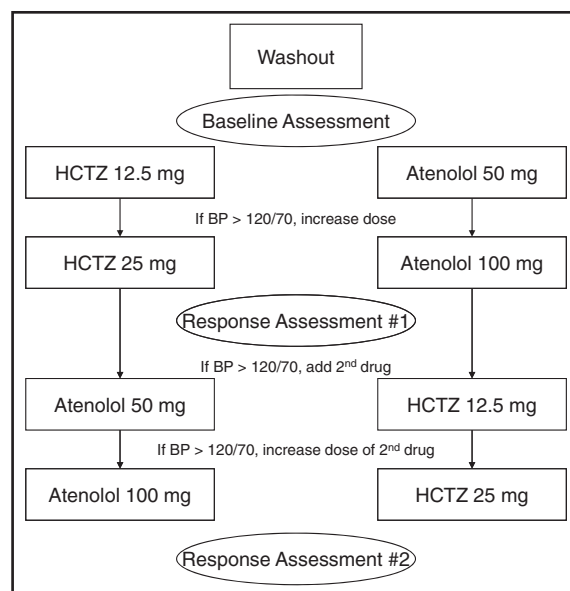 Washout
Baseline Assessment
HCTZ 12.5 mg
Atenolol 50 mg
If BP > 120/70, increase dose
HCTZ 25 mg
Atenolol 100 mg
Response Assessment #1
If BP > 120/70, add 2nd drug
Atenolol 50 mg
HCTZ 12.5 mg
If BP > 120/70, increase dose of 2nd drug
Atenolol 100 mg
HCTZ 25 mg
Response Assessment #2